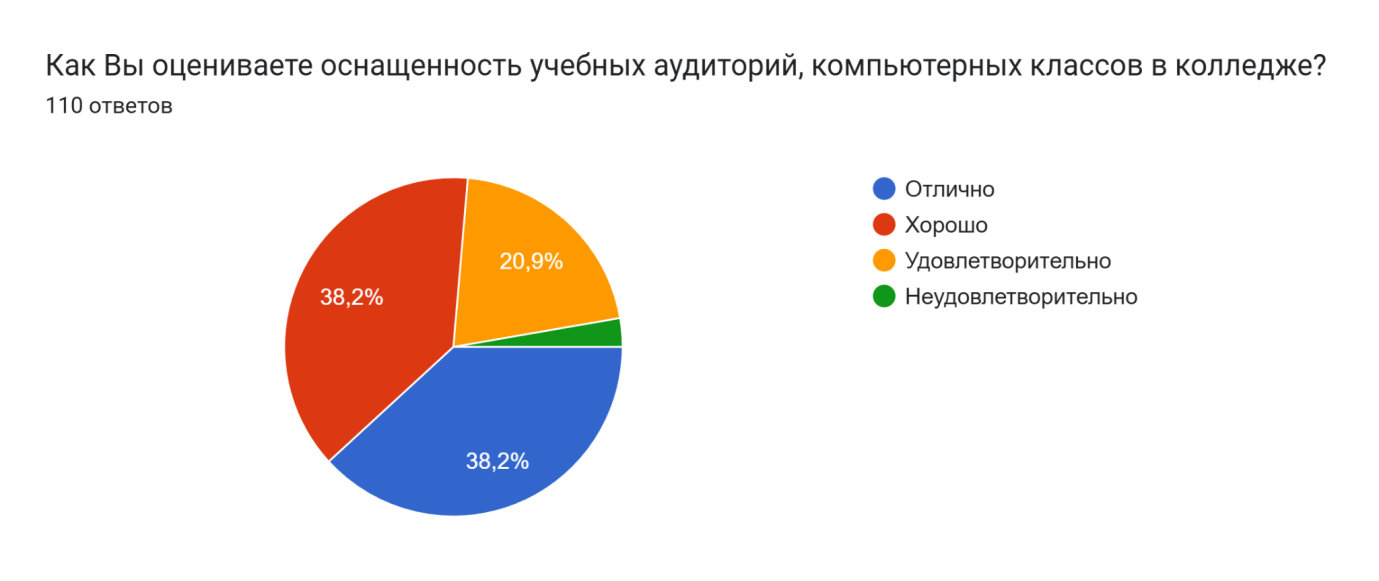 Как Вы оцениваете оснащенность учебных аудиторий, компьютерных классов в колледже?
110 ответов
Отлично
Хорошо
Удовлетворительно
Неудовлетворительно
20,9%
38,2%
38,2%